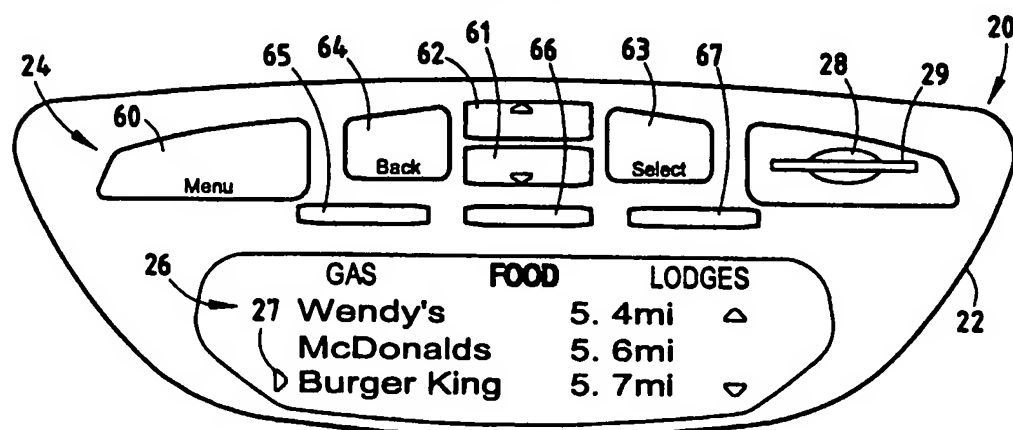 61
62
66
20
64
63
67
65
28
24
29
60
Back
Select
Menu
26
GAS FOOD LODGES
27 Wendy's 5. 4mi
22
McDonalds 5. 6mi
Burger King 5. 7mi